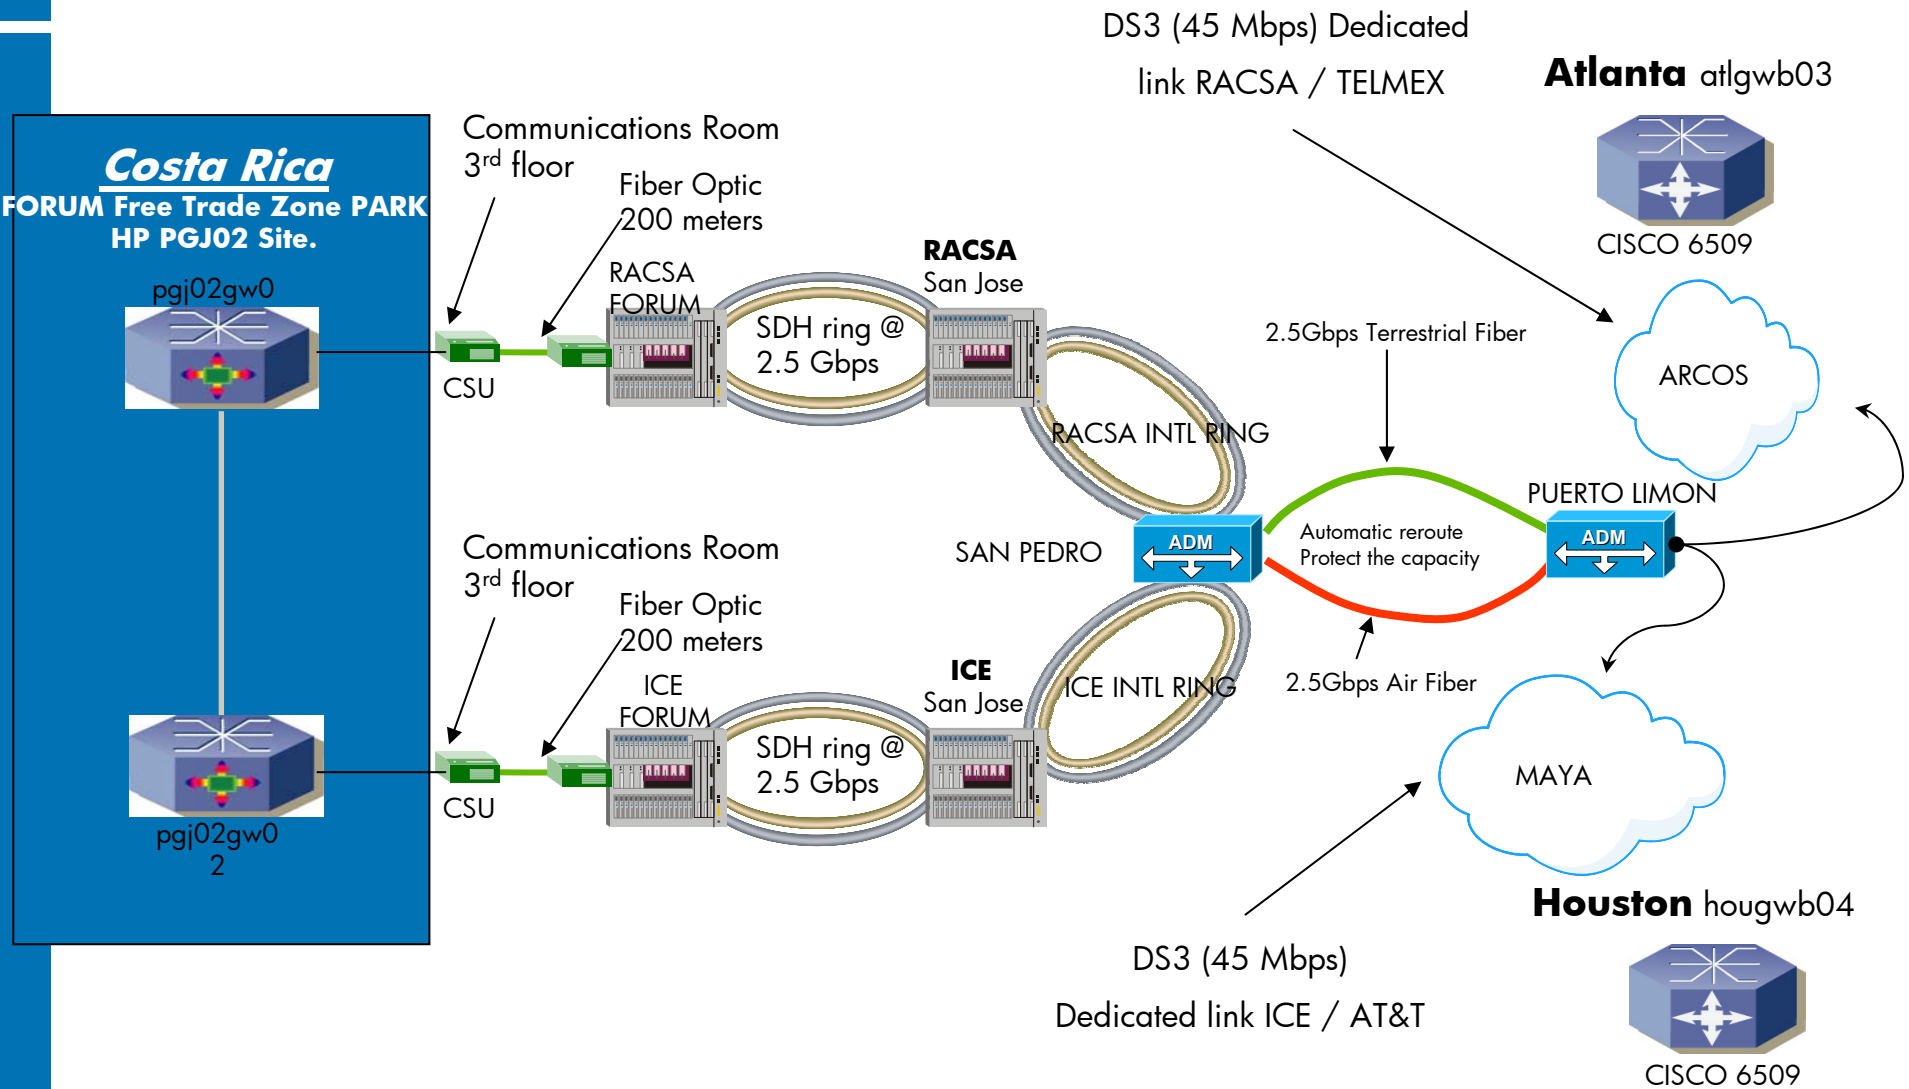 DS3 (45 Mbps) Dedicated
link RACSA / TELMEX
Atlanta atlgwb03
CISCO 6509
Costa Rica
FORUM Free Trade Zone PARK
HP PGJ02 Site.
pgj02gw0
Communications Room
3rd floor
Fiber Optic
200 meters
CSU
RACSA
FORUM
SDH ring @
2.5 Gbps
RACSA
San Jose
RACSA INTL RING
2.5Gbps Terrestrial Fiber
ARCOS
SAN PEDRO
ADM
Automatic reroute
Protect the capacity
PUERTO LIMON
ADM
2.5Gbps Air Fiber
Communications Room
3rd floor
Fiber Optic
200 meters
pgj02gw0
2
CSU
ICE
FORUM
SDH ring @
2.5 Gbps
ICE
San Jose
ICE INTL RING
MAYA
DS3 (45 Mbps)
Dedicated link ICE / AT&T
Houston hougwb04
CISCO 6509